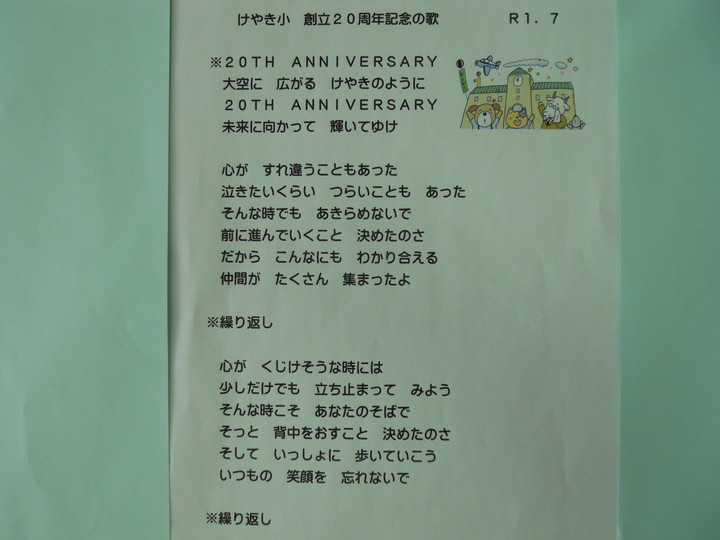 けやき小　創立２０周年記念の歌　　　　Ｒ１．７
※２０ＴＨ　ＡＮＮＩＶＥＲＳＡＲＹ
大空に　広がる　けやきのように
２０ＴＨ　ＡＮＮＩＶＥＲＳＡＲＹ
未来に向かって　輝いてゆけ
心が　すれ違うこともあった
泣きたいくらい　つらいことも　あった
そんな時でも　あきらめないで
前に進んでいくこと　決めたのさ
だから　こんなにも　わかり合える
仲間が　たくさん　集まったよ
※繰り返し
心が　くじけそうな時には
少しだけでも　立ち止まって　みよう
そんな時こそ　あなたのそばで
そっと　背中をおすこと　決めたのさ
そして　いっしょに　歩いていこう
いつもの　笑顔を　忘れないで
※繰り返し